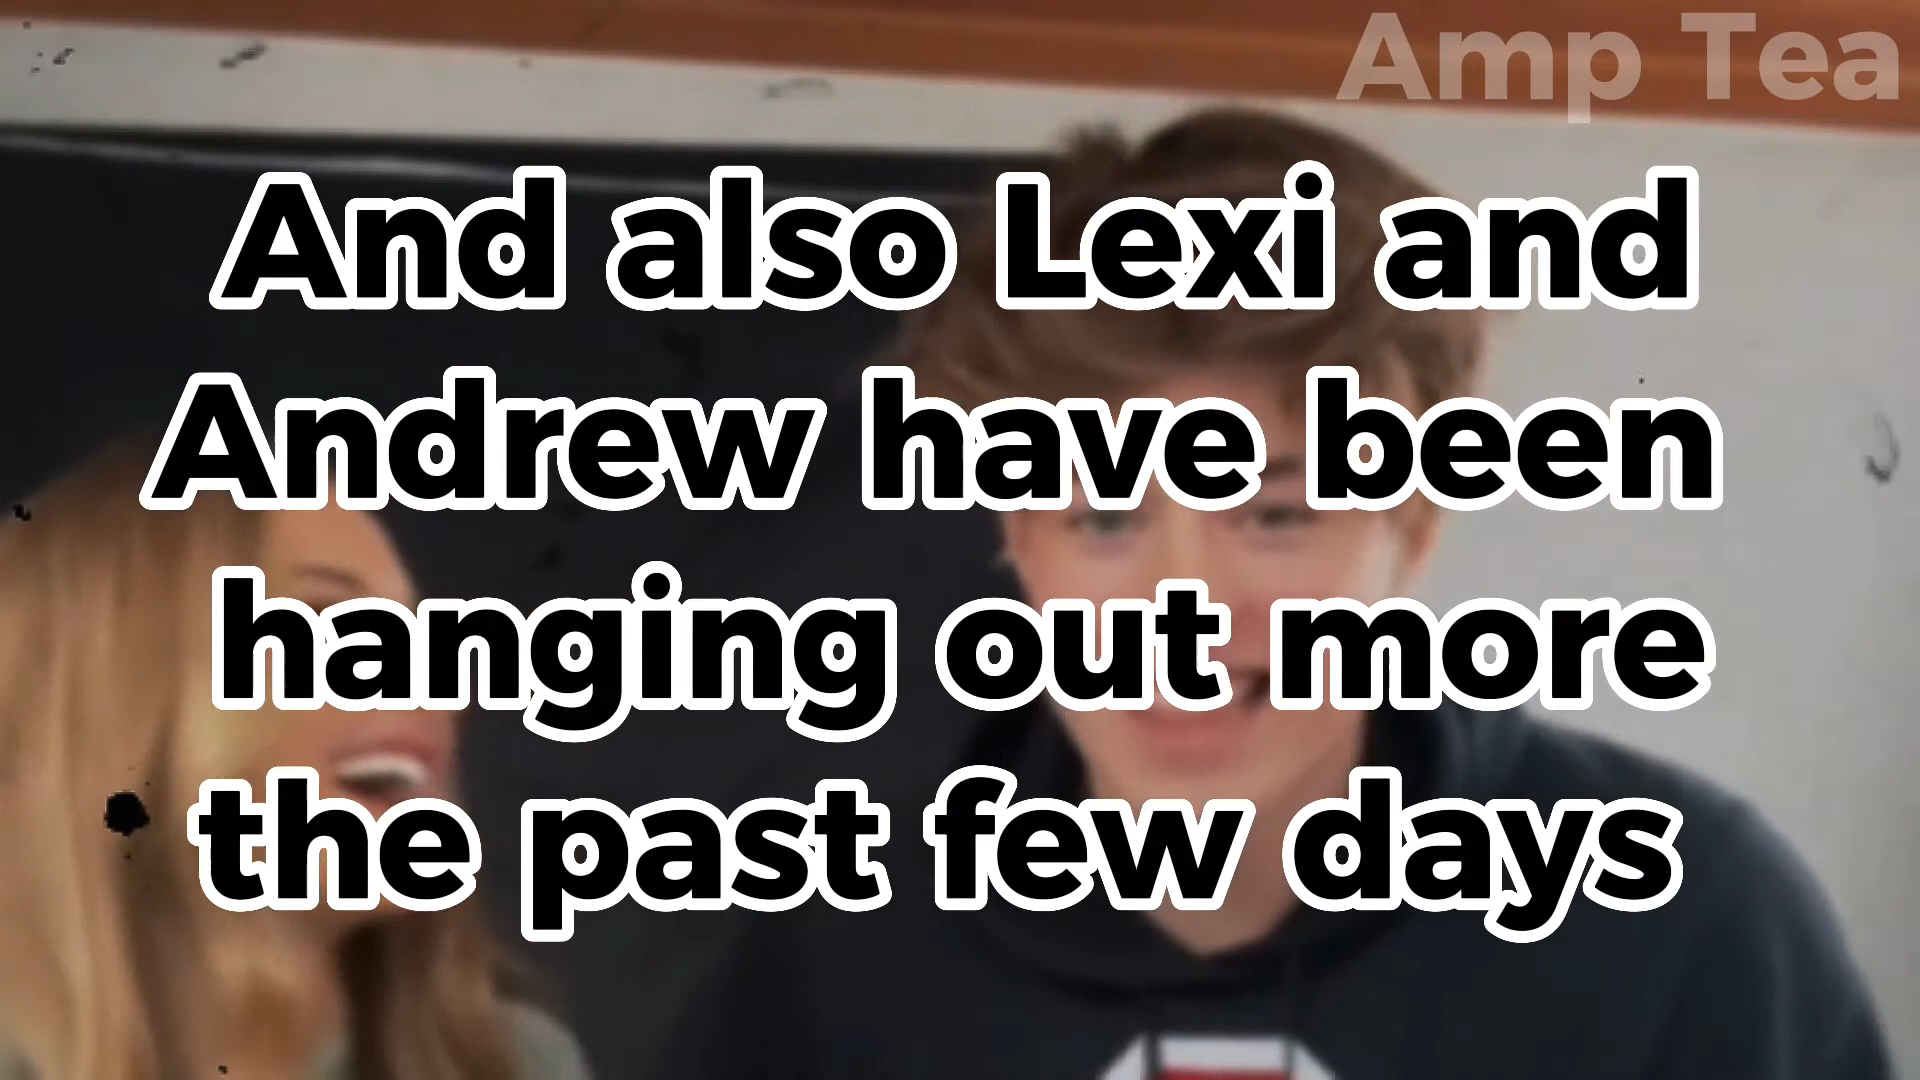 Amp Tea
And also Lexi and
Andrew have been
hanging out more
the past few days